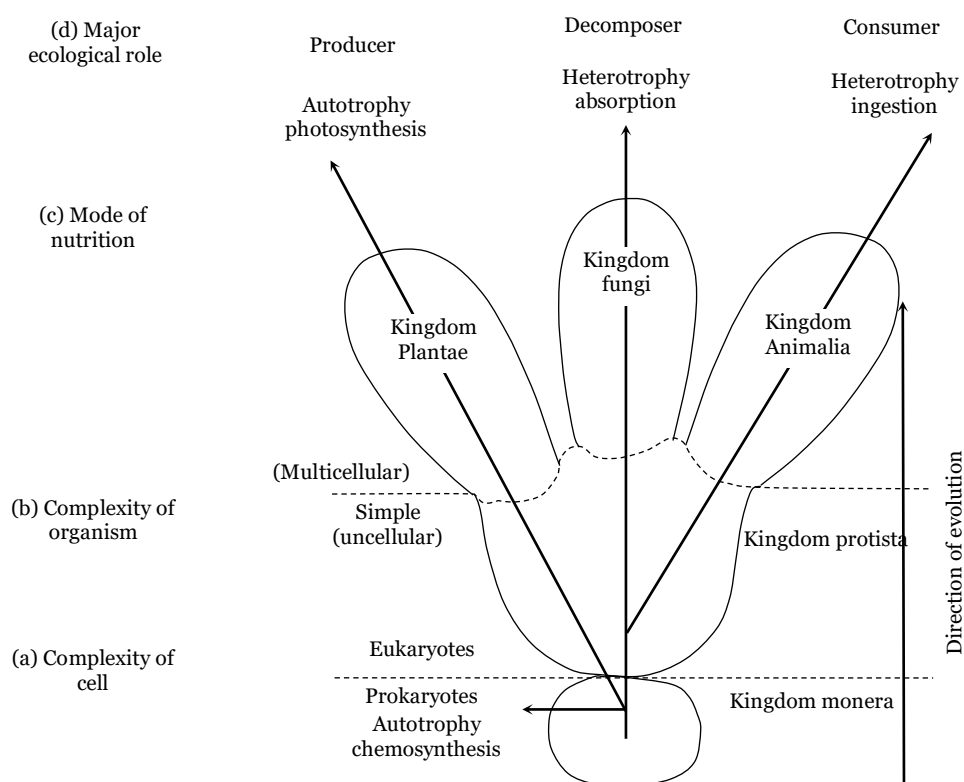 (d) Major
ecological role
Producer
Decomposer
Consumer
Autotrophy
photosynthesis
Heterotrophy
absorption
Heterotrophy
ingestion
(c) Mode of
nutrition
Kingdom
Plantae
Kingdom
fungi
Kingdom
Animalia
(Multicellular)
(b) Complexity of
organism
Simple
(uncellular)
Kingdom protista
Direction of evolution
(a) Complexity of
cell
Eukaryotes
Prokaryotes
Autotrophy
chemosynthesis
Kingdom monera